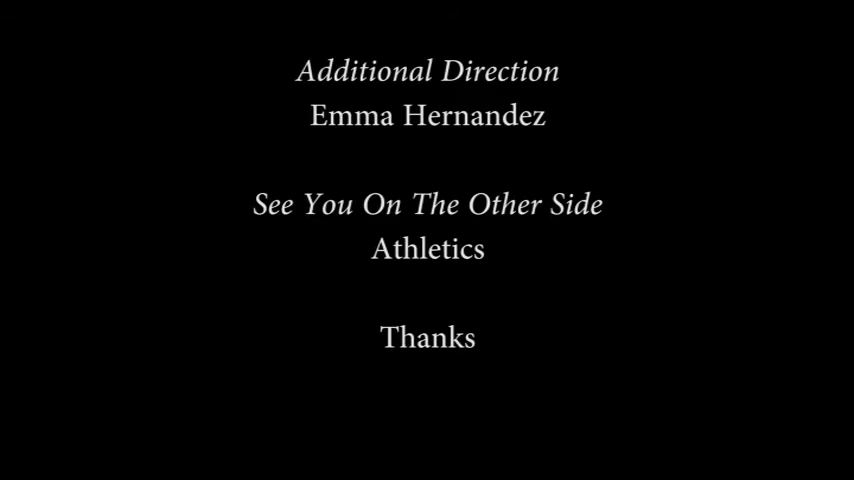 Additional Direction
Emma Hernandez
See You On The Other Side
Athletics
Thanks